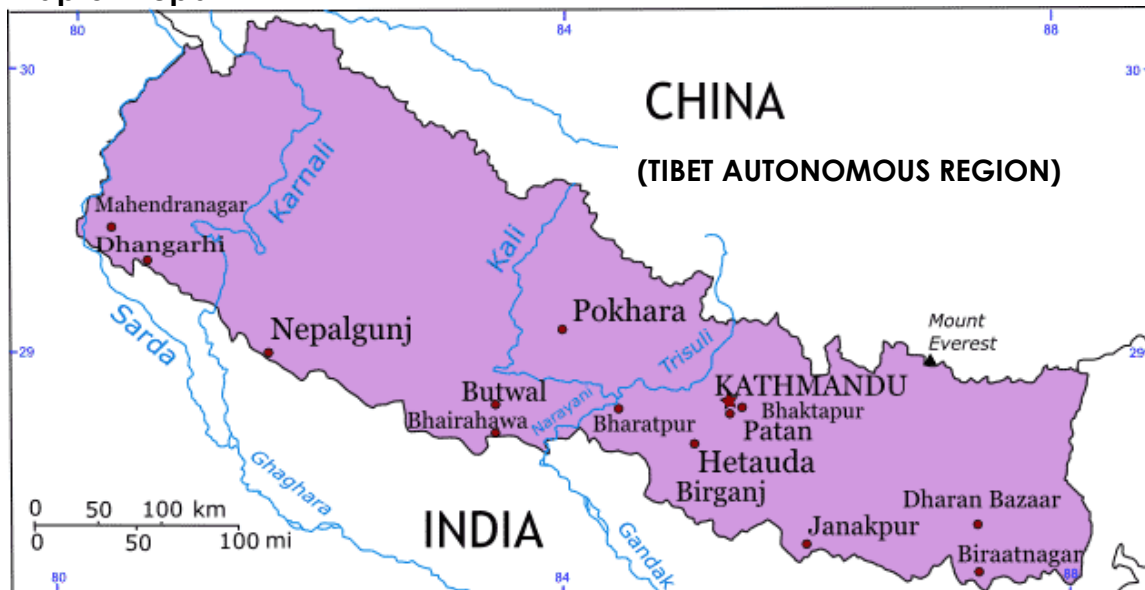 80 84 88
30 30
CHINA
(TIBET AUTONOMOUS REGION)
Karnali
Mahendranagar
Dhangarhi
Kali
Sarda
Pokhara
Nepalgunj
Mount
Everest
29 29
Trisuli
KATHMANDU
Butwal
Bhaktapur
Bhairahawa
Narayani
Bharatpur
Patan
Hetauda
Ghaghara
Birganj
Dharan Bazaar
0 50 100 km
0 50 100 mi
INDIA
Gandak
Janakpur
Biraatnagar
80 84 88